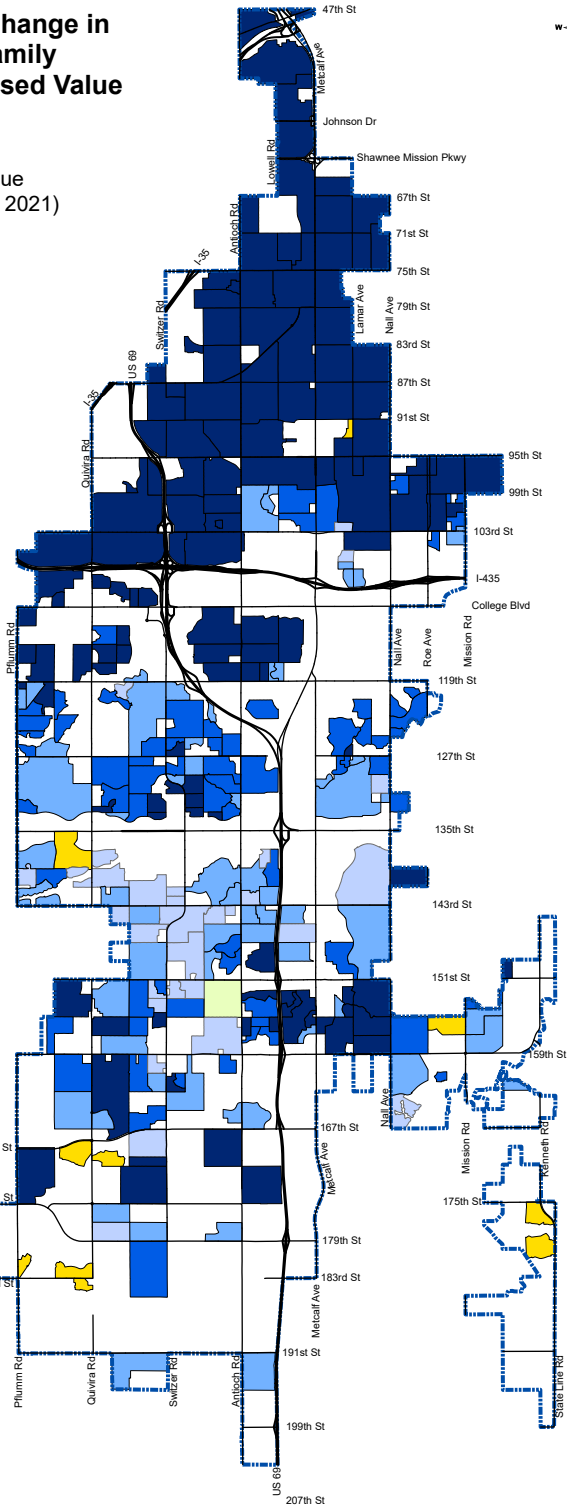 hange in
amily
sed Value
ue
2021)
W
47th St
Metcalf Ave
Johnson Dr
Lowell Rd
Shawnee Mission Pkwy
67th St
Antioch Rd
71st St
I-35
75th St
Lamar Ave
Nall Ave
Switzer Rd
79th St
83rd St
US 69
I-35
87th St
91st St
Quivira Rd
95th St
99th St
103rd St
I-435
College Blvd
Pflumm Rd
Nall Ave
Roe Ave
Mission Rd
119th St
127th St
135th St
143rd St
151st St
159th St
Nall Ave
167th St
Mission Rd
Kenneth Rd
St
Metcalf Ave
St
175th St
179th St
St
183rd St
Metcalf Ave
191st St
Pflumm Rd
Quivira Rd
Switzer Rd
Antioch Rd
State Line Rd
199th St
US 69
207th St